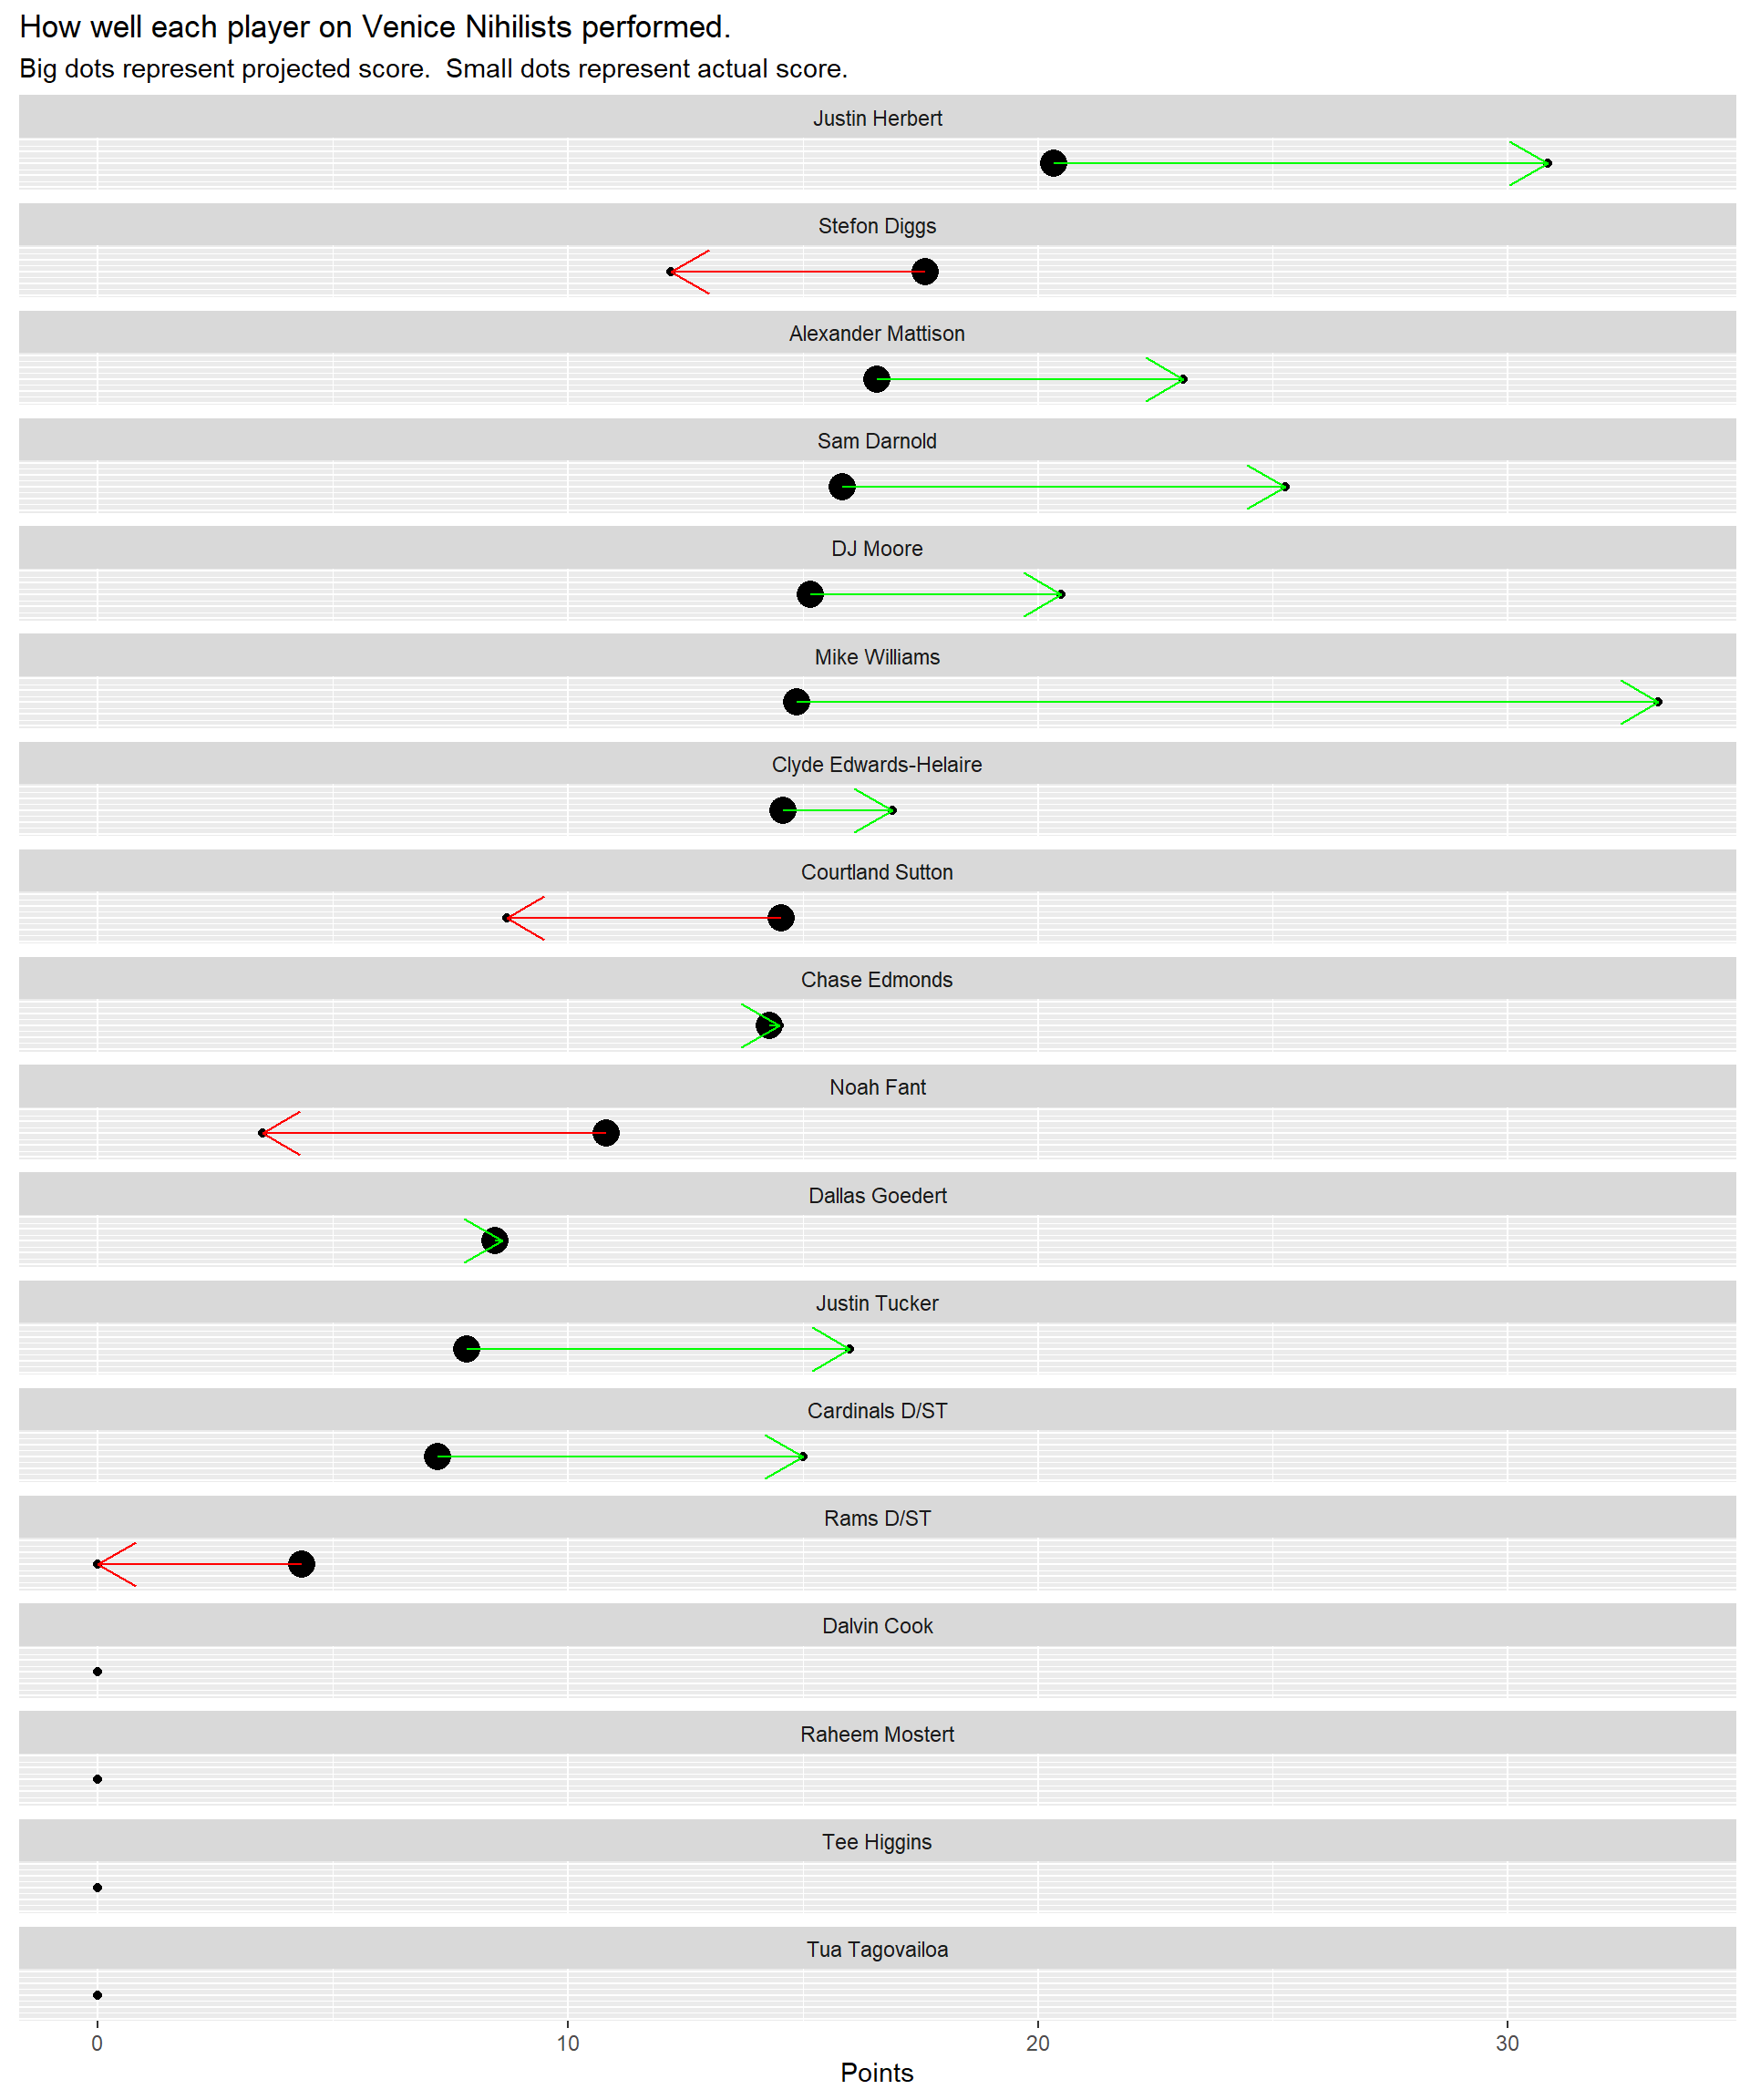 How well each player on Venice Nihilists performed.
Big dots represent projected score.  Small dots represent actual score.
Justin Herbert
Stefon Diggs
Alexander Mattison
Sam Darnold
DJ Moore
Mike Williams
Clyde Edwards-Helaire
Courtland Sutton
Chase Edmonds
Noah Fant
Dallas Goedert
Justin Tucker
Cardinals D/ST
Rams D/ST
Dalvin Cook
Raheem Mostert
Tee Higgins
Tua Tagovailoa
0 10 20 30
Points